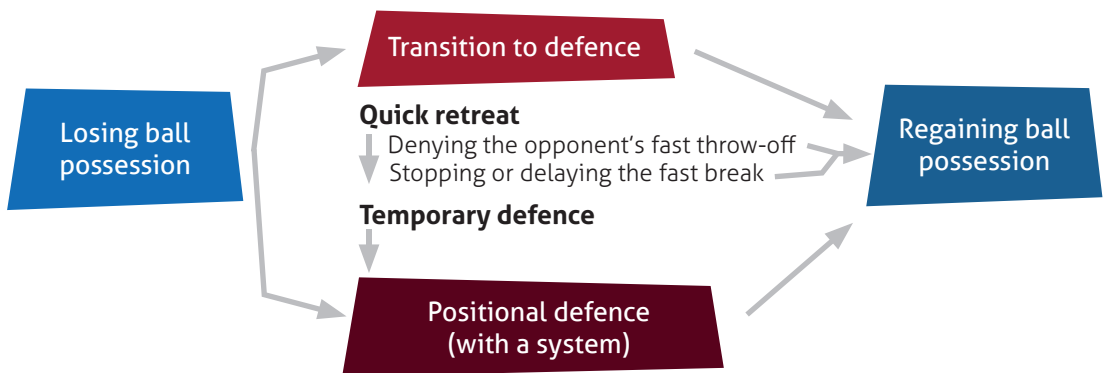 Losing ball
possession
Transition to defence
Quick retreat
Denying the opponent’s fast throw-off
Stopping or delaying the fast break
Temporary defence
Positional defence
(with a system)
Regaining ball
possession